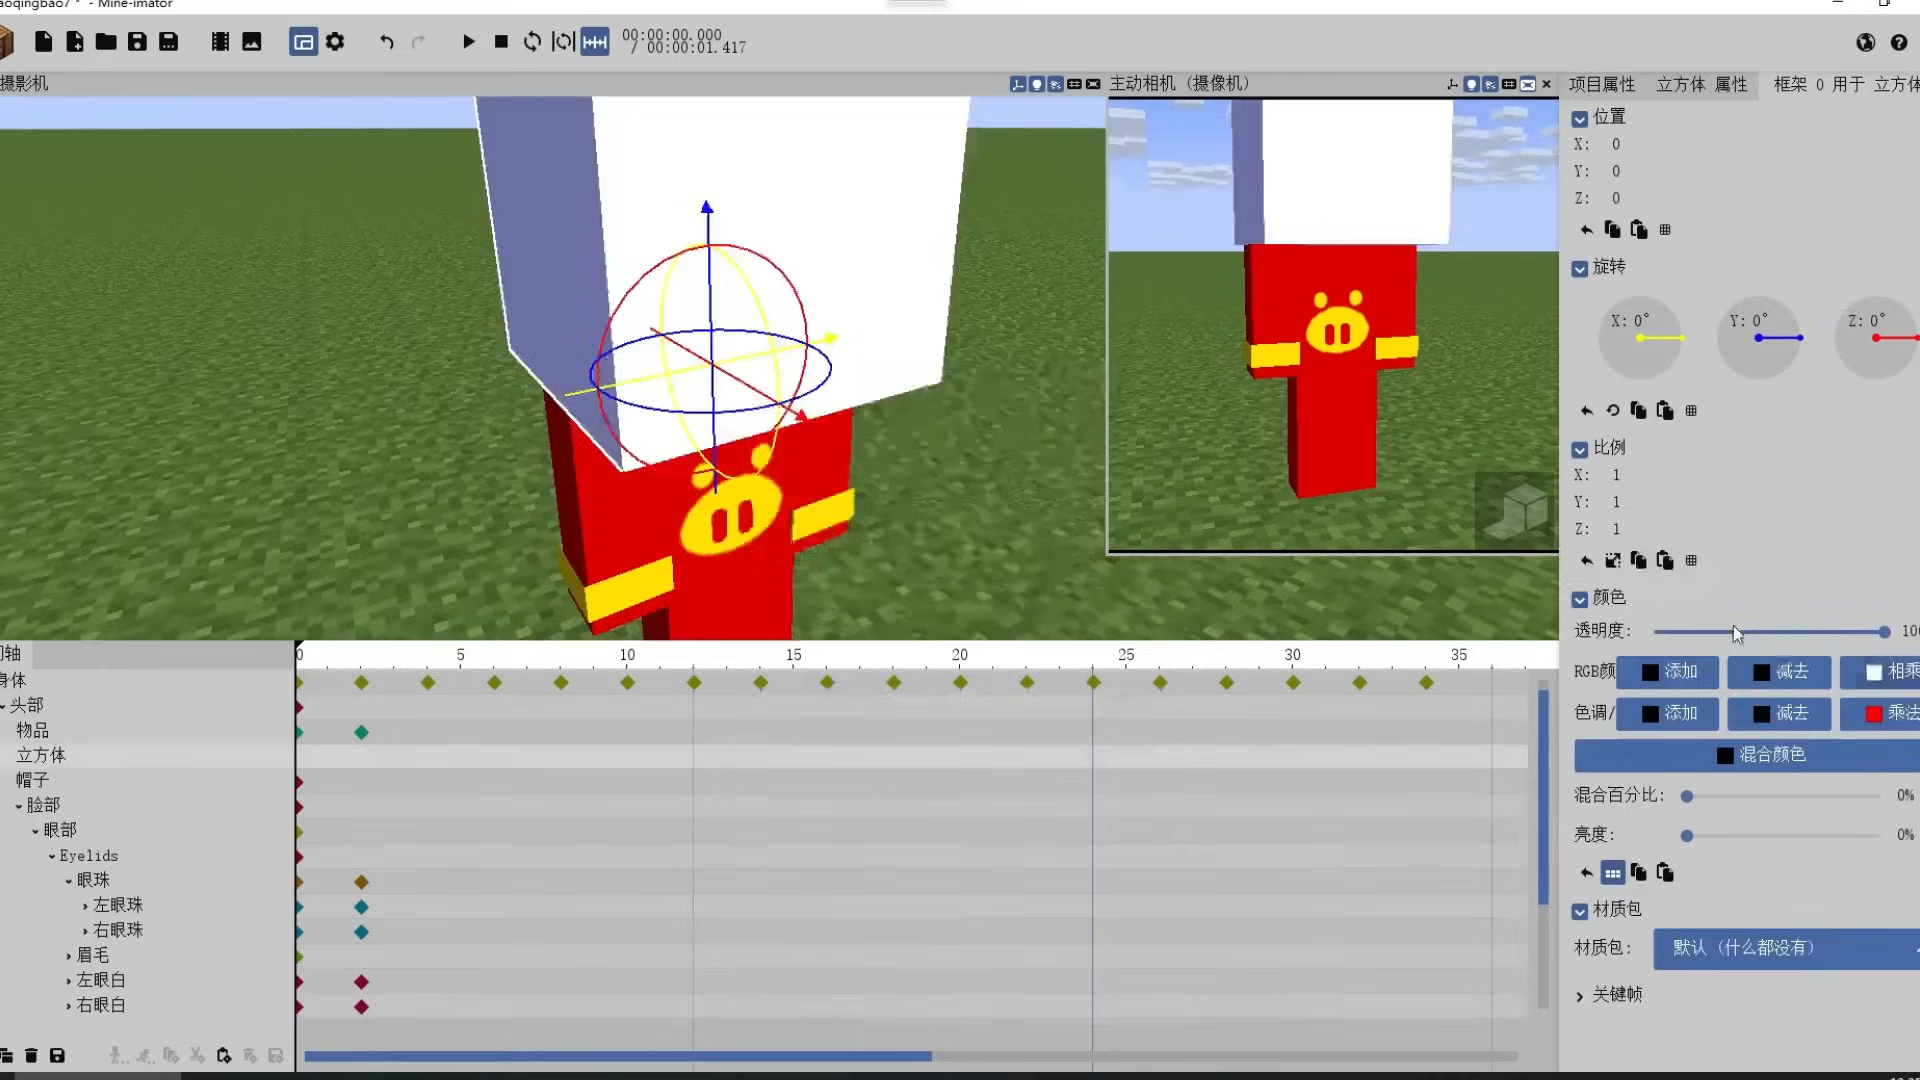 aoqingbao7 * - Mine-imator
00:00:00.000
/ 00:00:01.417
摄影机
主动相机（摄像机）
项目属性 立方体 属性 框架 0 用于 立方体
位置
X: 0
Y: 0
Z: 0
旋转
X: 0° Y: 0° Z: 0°
比例
X: 1
Y: 1
Z: 1
颜色
透明度: 100
RGB颜 添加 减去 相乘
色调/ 添加 减去 乘法
混合颜色
混合百分比: 0%
亮度: 0%
材质包
材质包: 默认（什么都没有）
关键帧
间轴
0 5 10 15 20 25 30 35
身体
头部
物品
立方体
帽子
脸部
眼部
Eyelids
眼珠
左眼珠
右眼珠
眉毛
左眼白
右眼白